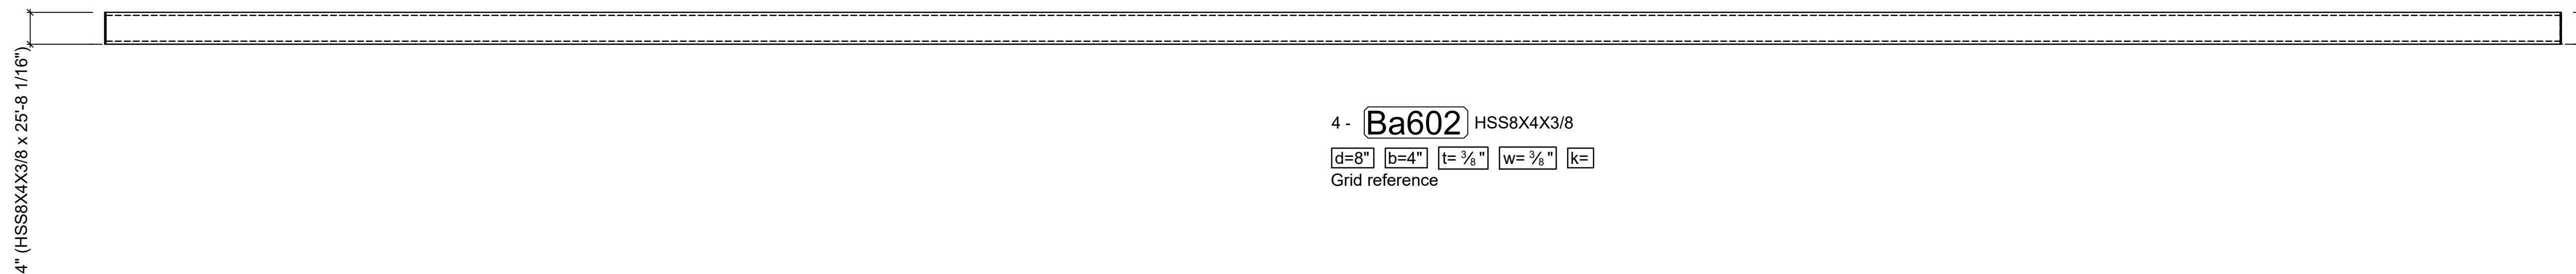 4" (HSS8X4X3/8 x 25'-8 1/16")
4 - Ba602 HSS8X4X3/8
d=8" b=4" t= ³⁄₈ " w= ³⁄₈ " k=
Grid reference